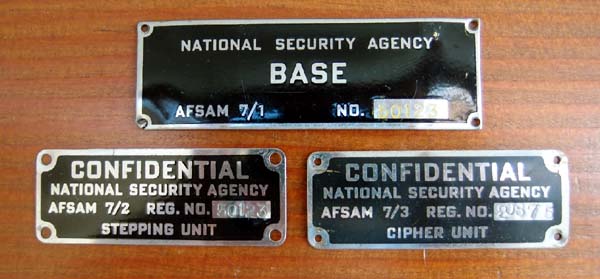 NATIONAL SECURITY AGENCY
BASE
AFSAM 7/1 NO.
CONFIDENTIAL
NATIONAL SECURITY AGENCY
AFSAM 7/2 REG. NO.
STEPPING UNIT
CONFIDENTIAL
NATIONAL SECURITY AGENCY
AFSAM 7/3 REG. NO.
CIPHER UNIT